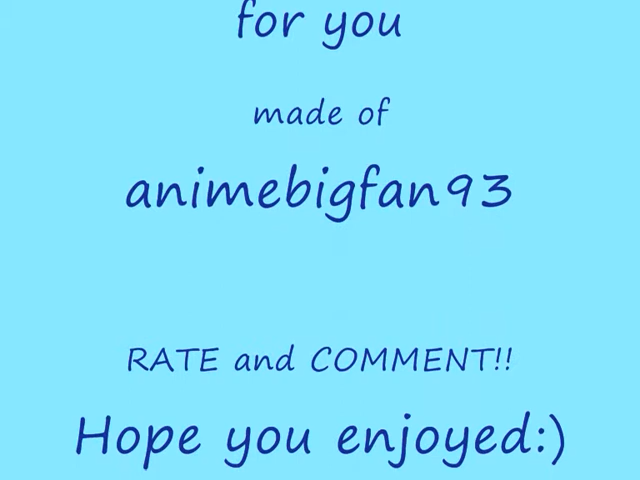 for you
made of
animebigfan93
RATE and COMMENT!!
Hope you enjoyed:)